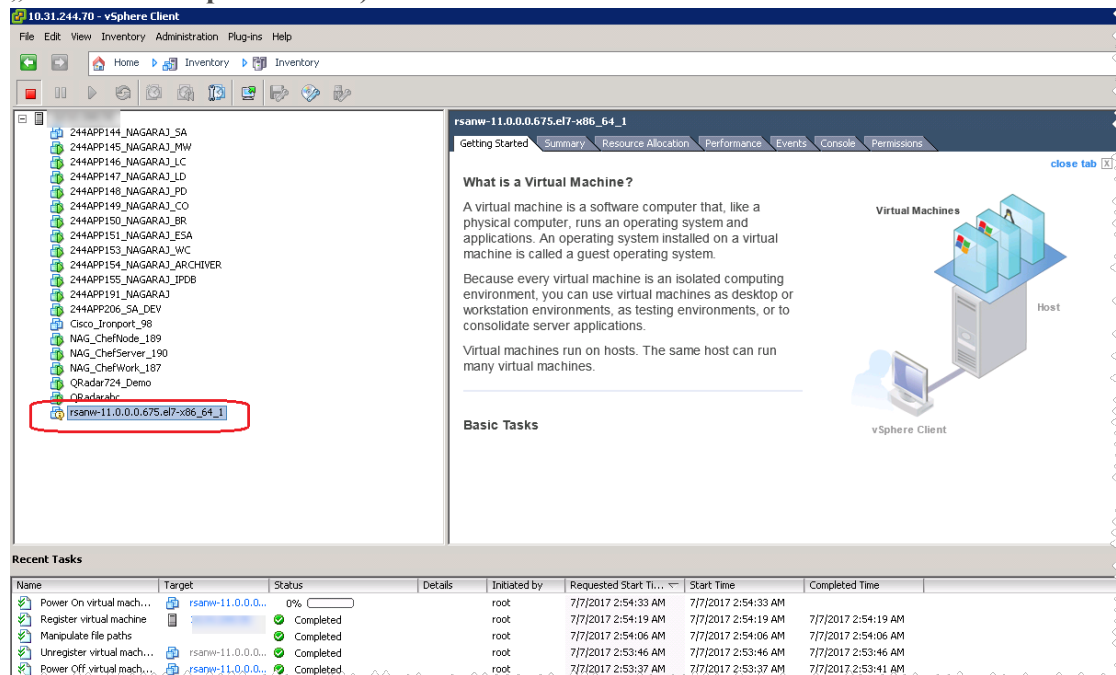 10.31.244.70 - vSphere Client
File Edit View Inventory Administration Plug-ins Help
Home Inventory Inventory
244APP144_NAGARAJ_SA
244APP145_NAGARAJ_MW
244APP146_NAGARAJ_LC
244APP147_NAGARAJ_LD
244APP148_NAGARAJ_PD
244APP149_NAGARAJ_CO
244APP150_NAGARAJ_BR
244APP151_NAGARAJ_ESA
244APP153_NAGARAJ_WC
244APP154_NAGARAJ_ARCHIVER
244APP155_NAGARAJ_IPDB
244APP191_NAGARAJ
244APP206_SA_DEV
Cisco_Ironport_98
NAG_ChefNode_189
NAG_ChefServer_190
NAG_ChefWork_187
QRadar724_Demo
QRadarabc
rsanw-11.0.0.0.675.el7-x86_64_1
rsanw-11.0.0.0.675.el7-x86_64_1
Getting Started Summary Resource Allocation Performance Events Console Permissions
close tab X
What is a Virtual Machine?
A virtual machine is a software computer that, like a
physical computer, runs an operating system and
applications. An operating system installed on a virtual
machine is called a guest operating system.
Because every virtual machine is an isolated computing
environment, you can use virtual machines as desktop or
workstation environments, as testing environments, or to
consolidate server applications.
Virtual machines run on hosts. The same host can run
many virtual machines.
Basic Tasks
Virtual Machines
Host
vSphere Client
Recent Tasks
Name Target Status Details Initiated by Requested Start Ti... Start Time Completed Time
Power On virtual mach... rsanw-11.0.0.0... 0% root 7/7/2017 2:54:33 AM 7/7/2017 2:54:33 AM
Register virtual machine Completed root 7/7/2017 2:54:19 AM 7/7/2017 2:54:19 AM 7/7/2017 2:54:19 AM
Manipulate file paths Completed root 7/7/2017 2:54:06 AM 7/7/2017 2:54:06 AM 7/7/2017 2:54:06 AM
Unregister virtual mach... rsanw-11.0.0.0... Completed root 7/7/2017 2:53:46 AM 7/7/2017 2:53:46 AM 7/7/2017 2:53:46 AM
Power Off virtual mach... rsanw-11.0.0.0... Completed root 7/7/2017 2:53:37 AM 7/7/2017 2:53:37 AM 7/7/2017 2:53:41 AM